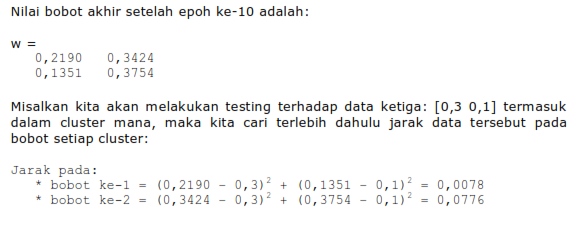 Nilai bobot akhir setelah epoh ke-10 adalah:
w =
0,2190 0,3424
0,1351 0,3754
Misalkan kita akan melakukan testing terhadap data ketiga: [0,3 0,1] termasuk
dalam cluster mana, maka kita cari terlebih dahulu jarak data tersebut pada
bobot setiap cluster:
Jarak pada:
* bobot ke-1 = (0,2190 – 0,3)² + (0,1351 – 0,1)² = 0,0078
* bobot ke-2 = (0,3424 – 0,3)² + (0,3754 – 0,1)² = 0,0776